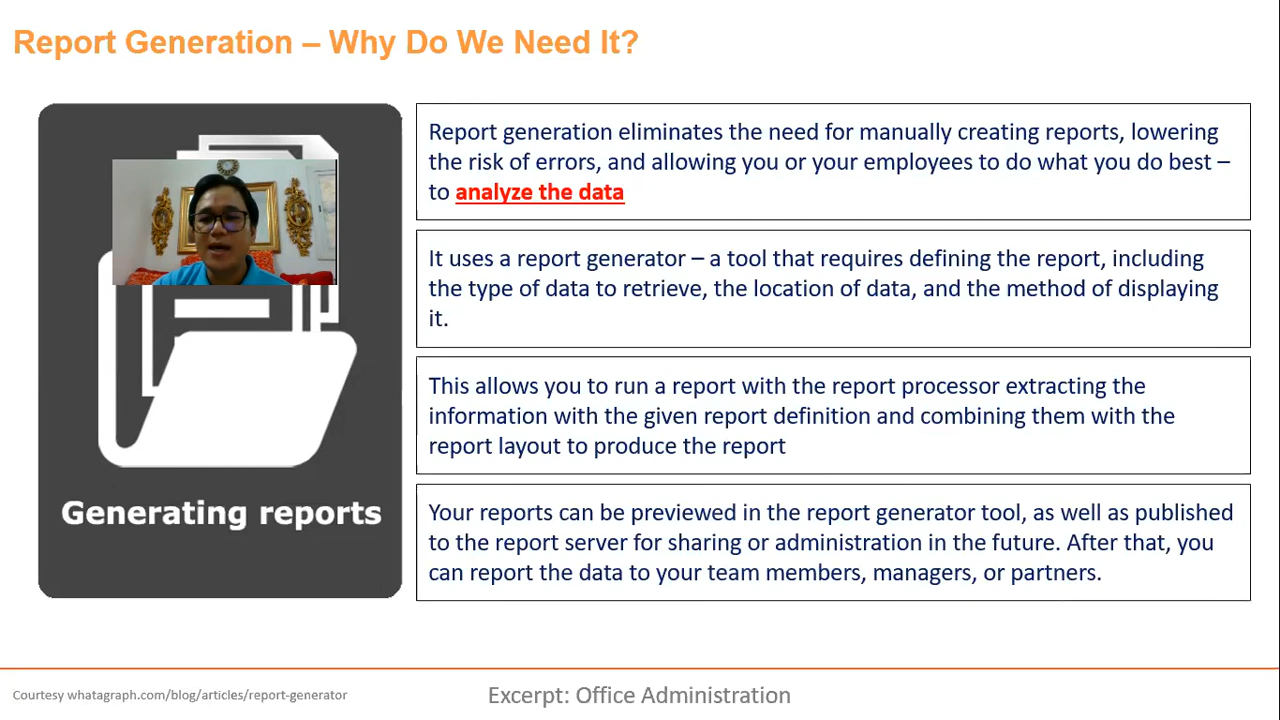 Report Generation – Why Do We Need It?
Report generation eliminates the need for manually creating reports, lowering
the risk of errors, and allowing you or your employees to do what you do best –
to analyze the data
It uses a report generator – a tool that requires defining the report, including
the type of data to retrieve, the location of data, and the method of displaying
it.
This allows you to run a report with the report processor extracting the
information with the given report definition and combining them with the
report layout to produce the report
Generating reports
Your reports can be previewed in the report generator tool, as well as published
to the report server for sharing or administration in the future. After that, you
can report the data to your team members, managers, or partners.
Courtesy whatagraph.com/blog/articles/report-generator
Excerpt: Office Administration